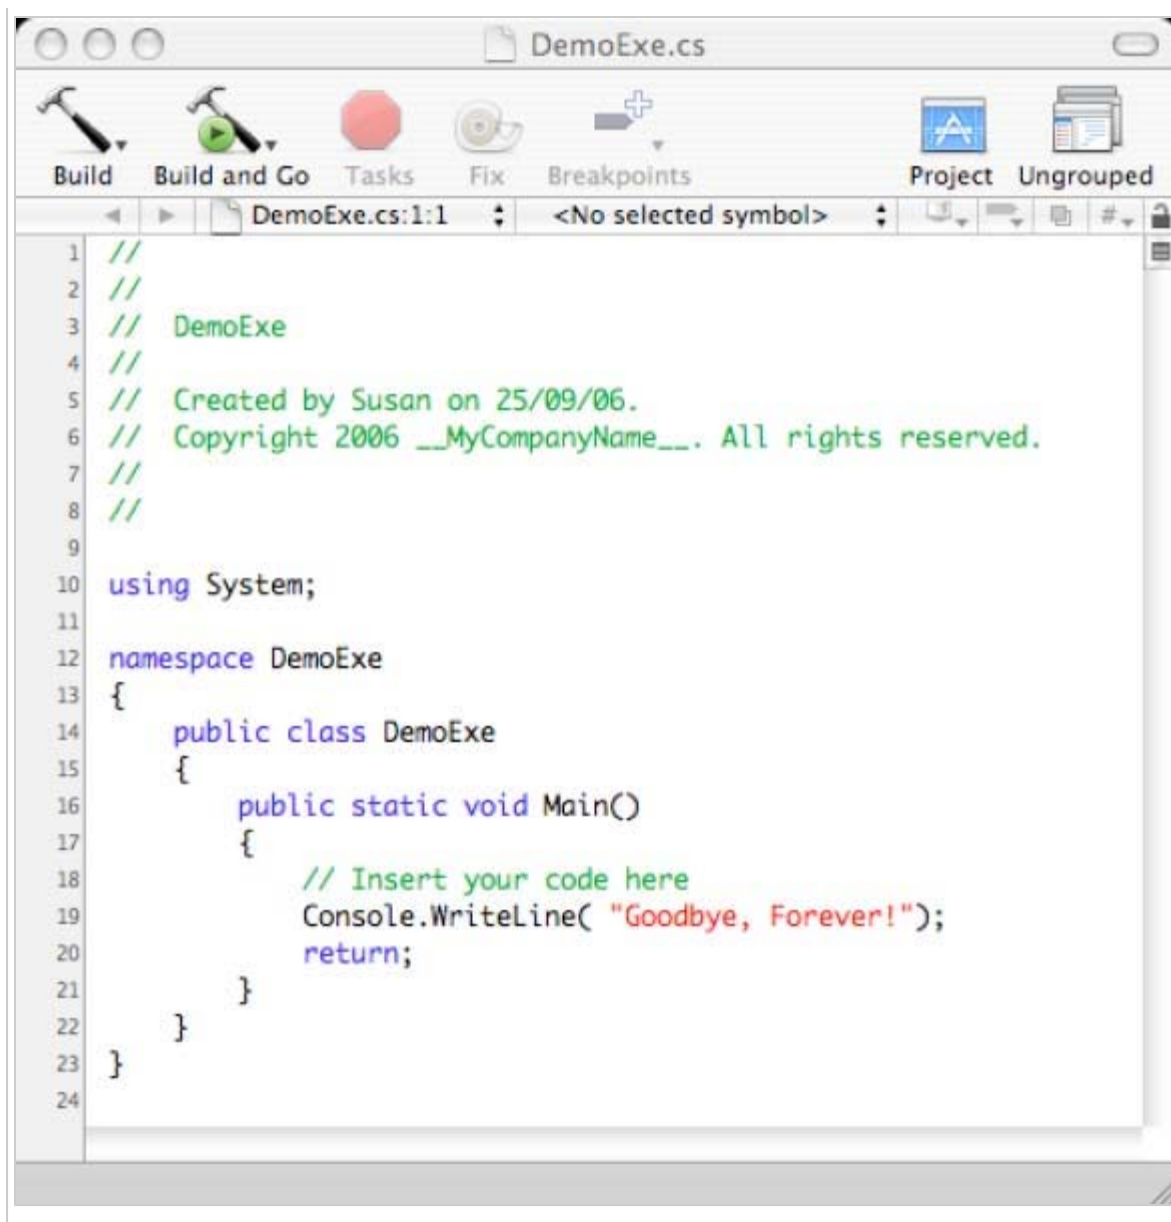 DemoExe.cs
Build Build and Go Tasks Fix Breakpoints Project Ungrouped
DemoExe.cs:1:1 <No selected symbol> #
1 //
2 //
3 // DemoExe
4 //
5 // Created by Susan on 25/09/06.
6 // Copyright 2006 __MyCompanyName__. All rights reserved.
7 //
8 //
9
10 using System;
11
12 namespace DemoExe
13 {
14     public class DemoExe
15     {
16         public static void Main()
17         {
18             // Insert your code here
19             Console.WriteLine( "Goodbye, Forever!");
20             return;
21         }
22     }
23 }
24